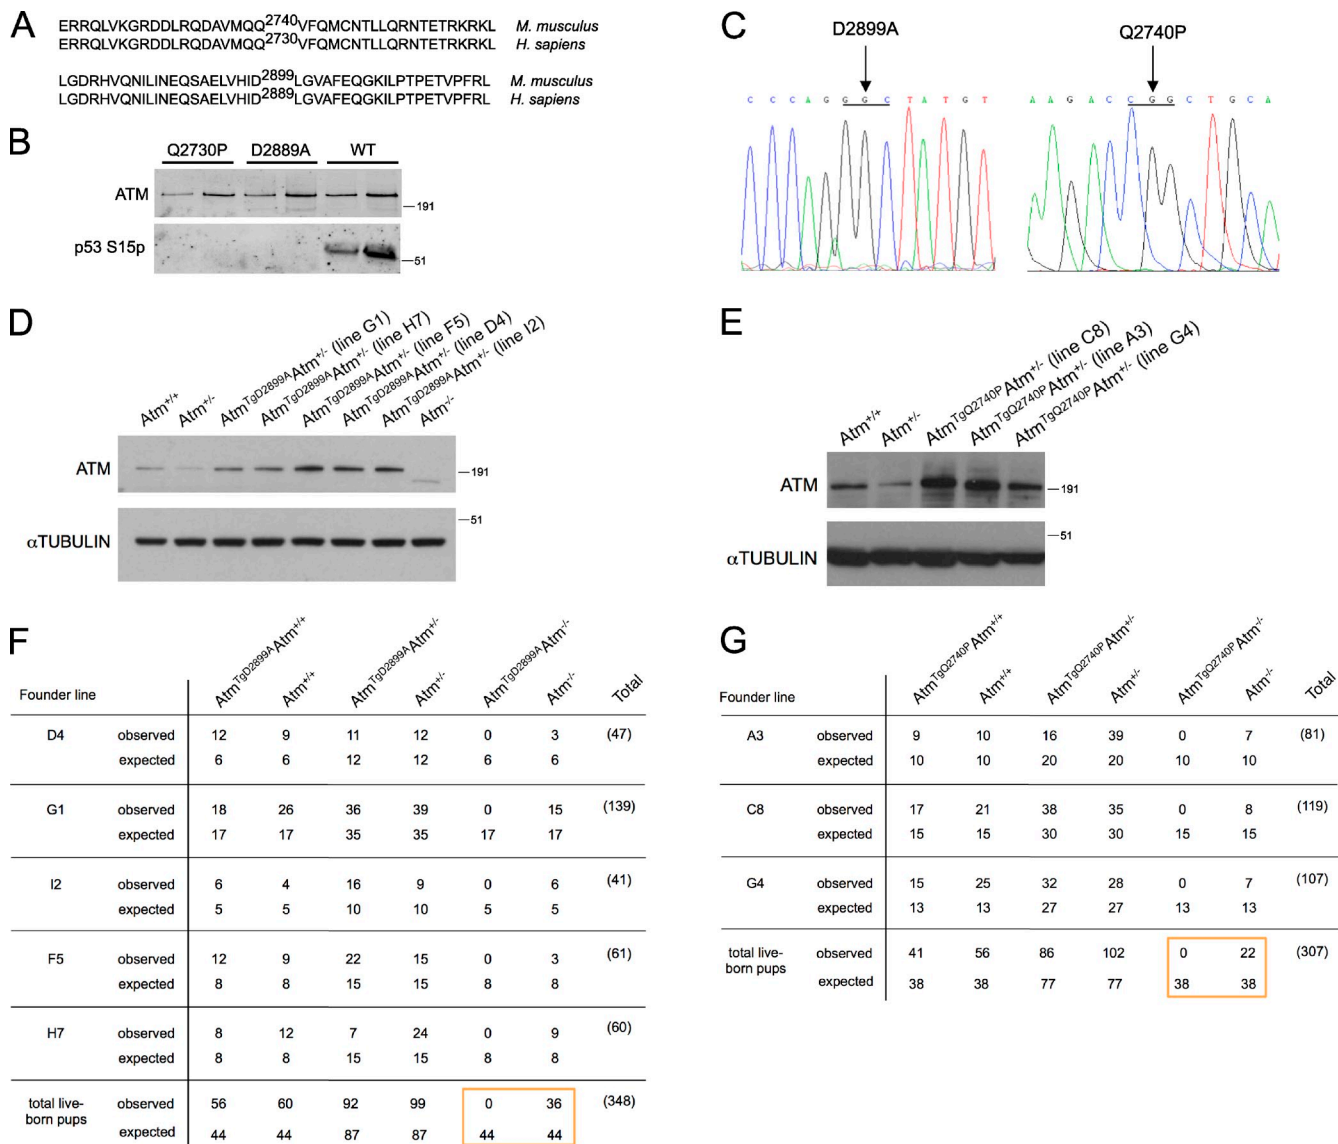 A
ERRQLVKGRDDLRQDAVMQQ2740VFQMCNTLLQRNTETRKRKL M. musculus
ERRQLVKGRDDLRQDAVMQQ2730VFQMCNTLLQRNTETRKRKL H. sapiens
LGDRHVQNILINEQSAELVHID2899LGVAFEQGKILPTPETVPFRL M. musculus
LGDRHVQNILINEQSAELVHID2889LGVAFEQGKILPTPETVPFRL H. sapiens
B
Q2730P D2889A WT
ATM
191
p53 S15p
51
C
D2899A Q2740P
C C C A G G G C T A T G T
A A G A C C G G C T G C A
D
Atm+/+
Atm+/-
AtmTgD2899AAtm+/- (line G1)
AtmTgD2899AAtm+/- (line H7)
AtmTgD2899AAtm+/- (line F5)
AtmTgD2899AAtm+/- (line D4)
AtmTgD2899AAtm+/- (line I2)
Atm-/-
ATM
191
51
αTUBULIN
E
Atm+/+
Atm+/-
AtmTgQ2740PAtm+/- (line C8)
AtmTgQ2740PAtm+/- (line A3)
AtmTgQ2740PAtm+/- (line G4)
ATM
191
51
αTUBULIN
F
Founder line AtmTgD2899AAtm+/+ Atm+/+ AtmTgD2899AAtm+/- Atm+/- AtmTgD2899AAtm-/- Atm-/- Total
D4 observed 12 9 11 12 0 3 (47)
expected 6 6 12 12 6 6
G1 observed 18 26 36 39 0 15 (139)
expected 17 17 35 35 17 17
I2 observed 6 4 16 9 0 6 (41)
expected 5 5 10 10 5 5
F5 observed 12 9 22 15 0 3 (61)
expected 8 8 15 15 8 8
H7 observed 8 12 7 24 0 9 (60)
expected 8 8 15 15 8 8
total live-born pups observed 56 60 92 99 0 36 (348)
expected 44 44 87 87 44 44
G
Founder line AtmTgQ2740PAtm+/+ Atm+/+ AtmTgQ2740PAtm+/- Atm+/- AtmTgQ2740PAtm-/- Atm-/- Total
A3 observed 9 10 16 39 0 7 (81)
expected 10 10 20 20 10 10
C8 observed 17 21 38 35 0 8 (119)
expected 15 15 30 30 15 15
G4 observed 15 25 32 28 0 7 (107)
expected 13 13 27 27 13 13
total live-born pups observed 41 56 86 102 0 22 (307)
expected 38 38 77 77 38 38